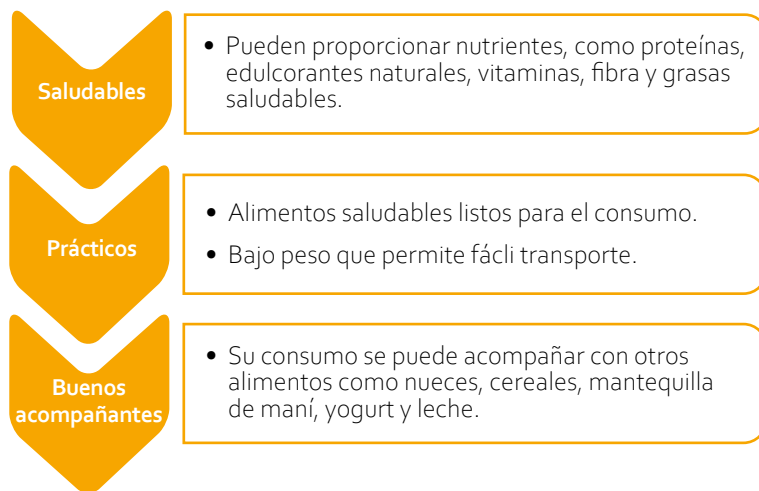 Saludables
• Pueden proporcionar nutrientes, como proteínas,
edulcorantes naturales, vitaminas, fibra y grasas
saludables.
Prácticos
• Alimentos saludables listos para el consumo.
• Bajo peso que permite fácli transporte.
Buenos
acompañantes
• Su consumo se puede acompañar con otros
alimentos como nueces, cereales, mantequilla
de maní, yogurt y leche.